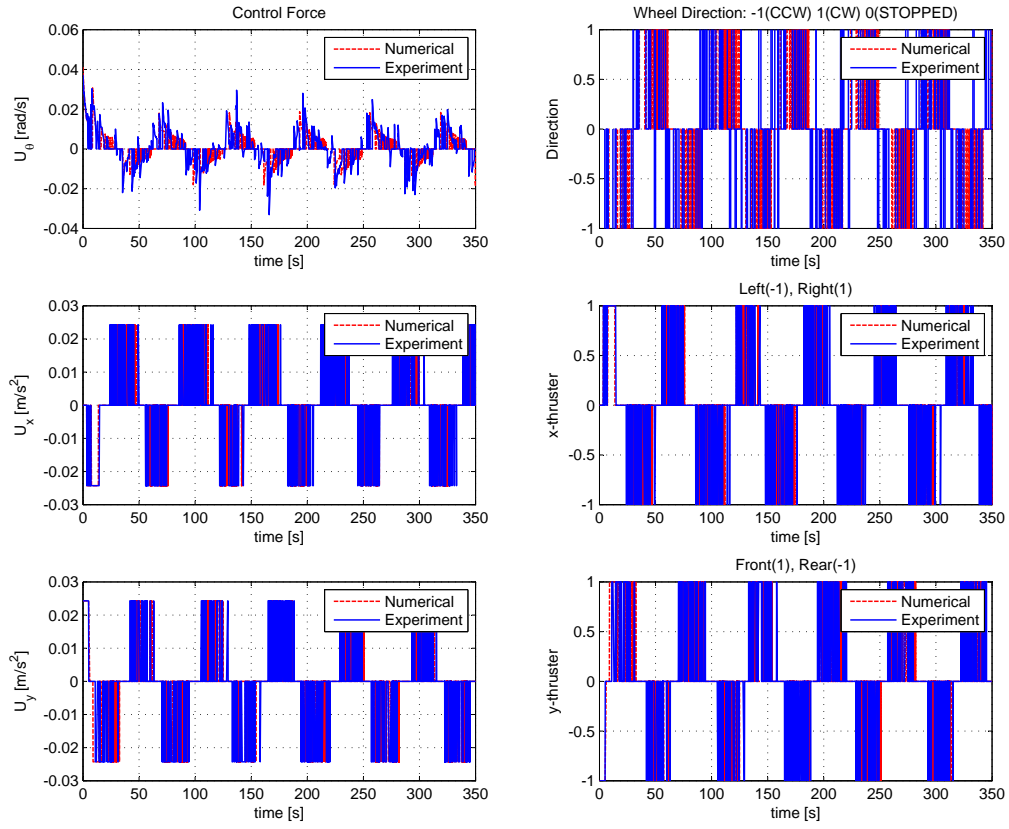 Control Force
0.06
0.04
0.02
0
-0.02
-0.04
U_θ [rad/s]
Numerical
Experiment
0 50 100 150 200 250 300 350
time [s]
Wheel Direction: -1(CCW) 1(CW) 0(STOPPED)
1
0.5
0
-0.5
-1
Direction
Numerical
Experiment
0 50 100 150 200 250 300 350
time [s]
0.03
0.02
0.01
0
-0.01
-0.02
-0.03
U_x [m/s²]
Numerical
Experiment
0 50 100 150 200 250 300 350
time [s]
Left(-1), Right(1)
1
0.5
0
-0.5
-1
x-thruster
Numerical
Experiment
0 50 100 150 200 250 300 350
time [s]
0.03
0.02
0.01
0
-0.01
-0.02
-0.03
U_y [m/s²]
Numerical
Experiment
0 50 100 150 200 250 300 350
time [s]
Front(1), Rear(-1)
1
0.5
0
-0.5
-1
y-thruster
Numerical
Experiment
0 50 100 150 200 250 300 350
time [s]